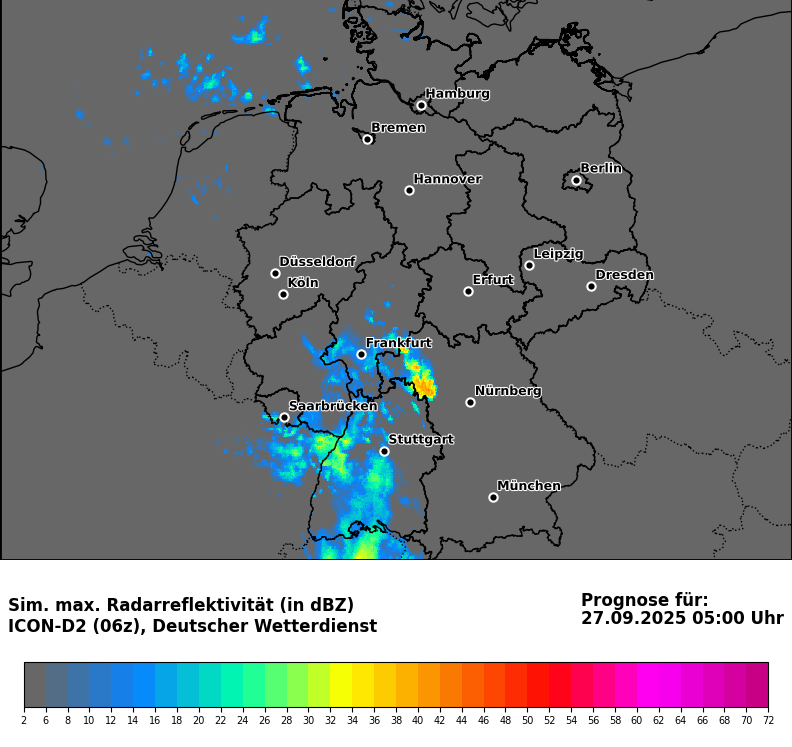 Hamburg
Bremen
Berlin
Hannover
Leipzig
Düsseldorf
Dresden
Köln
Erfurt
Frankfurt
Nürnberg
Saarbrücken
Stuttgart
München
Sim. max. Radarreflektivität (in dBZ)
ICON-D2 (06z), Deutscher Wetterdienst
Prognose für:
27.09.2025 05:00 Uhr
2 6 8 10 12 14 16 18 20 22 24 26 28 30 32 34 36 38 40 42 44 46 48 50 52 54 56 58 60 62 64 66 68 70 72